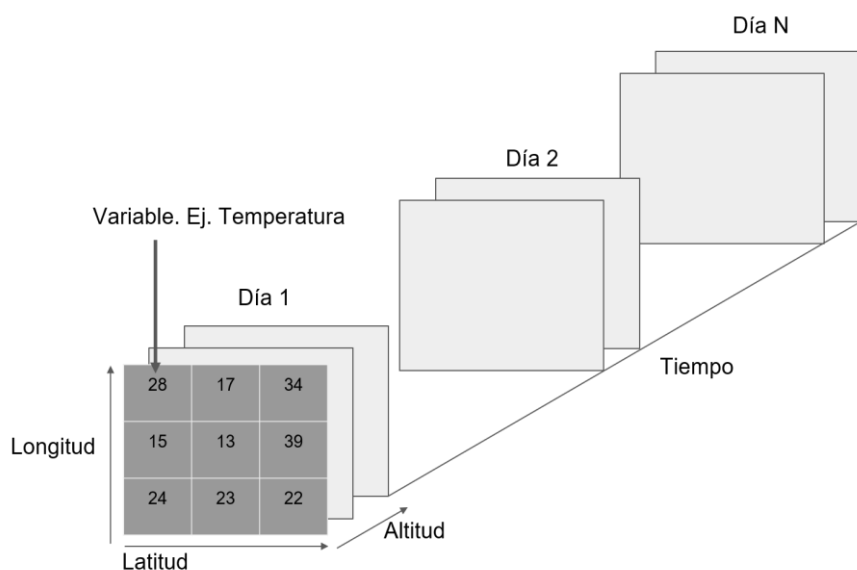 Día N
Día 2
Variable. Ej. Temperatura
Día 1
28 17 34
15 13 39
24 23 22
Longitud
Latitud
Altitud
Tiempo